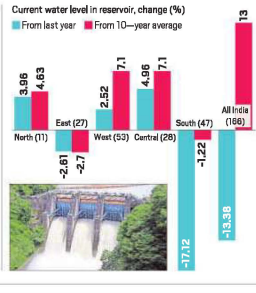 Current water level in reservoir, change (%)
From last year From 10—year average
3.96 4.63
North (11)
East (27)
-2.61 -2.7
2.52 7.1
West (53)
4.96 7.1
Central (28)
South (47)
-17.12 -1.22
13
All India
(166)
-13.38